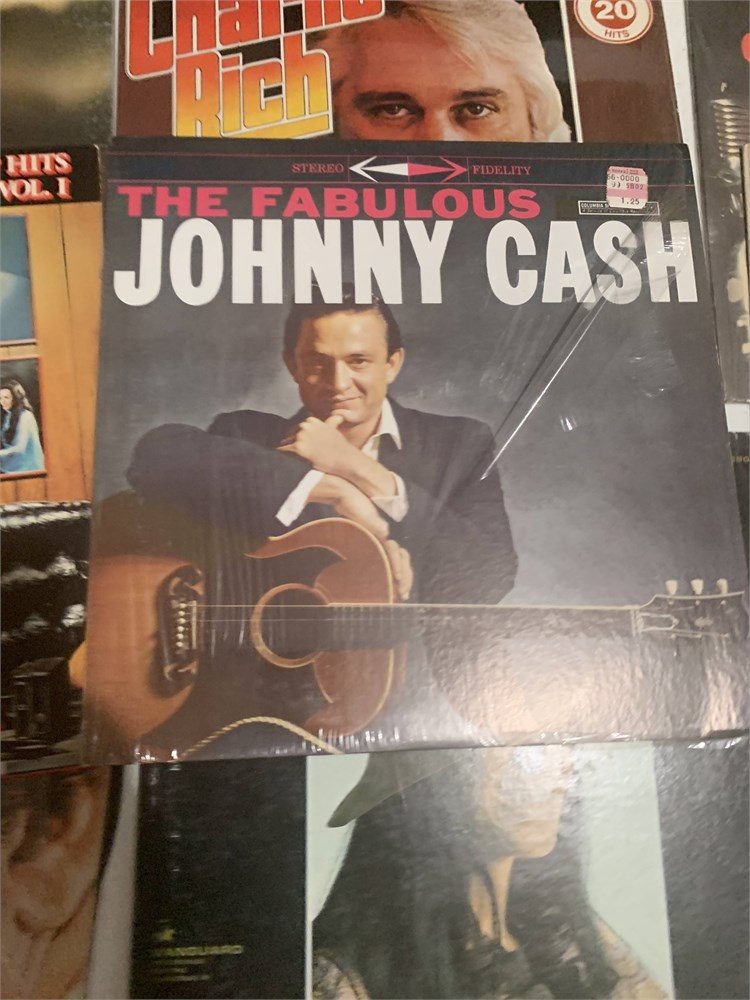 Charlie
Rich
20
HITS
HITS
VOL. I
STEREO FIDELITY
THE FABULOUS
JOHNNY CASH
1.25
VANGUARD